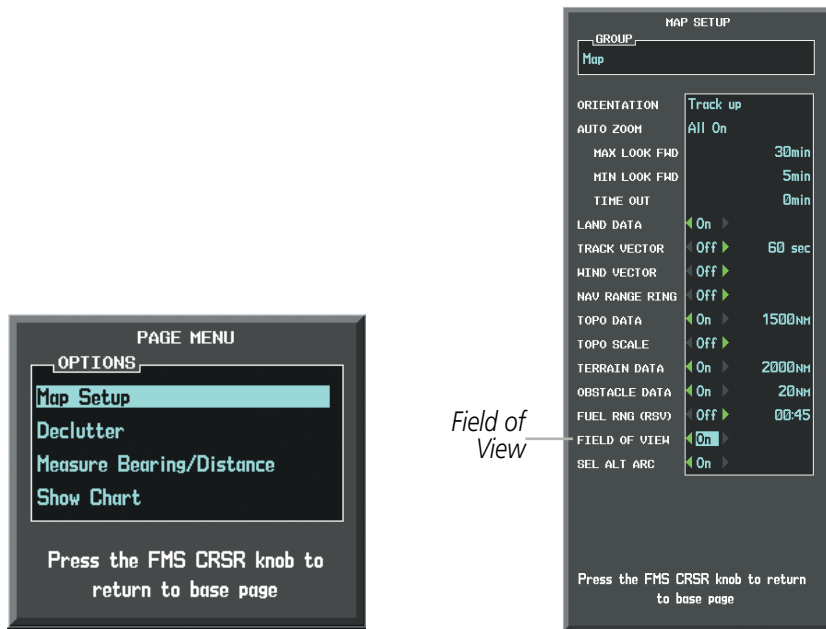 PAGE MENU
OPTIONS
Map Setup
Declutter
Measure Bearing/Distance
Show Chart
Press the FMS CRSR knob to
return to base page
Field of
View
MAP SETUP
GROUP
Map
ORIENTATION Track up
AUTO ZOOM All On
MAX LOOK FWD 30min
MIN LOOK FWD 5min
TIME OUT 0min
LAND DATA On
TRACK VECTOR Off 60 sec
WIND VECTOR Off
NAV RANGE RING Off
TOPO DATA On 1500NM
TOPO SCALE Off
TERRAIN DATA On 2000NM
OBSTACLE DATA On 20NM
FUEL RNG (RSV) Off 00:45
FIELD OF VIEW On
SEL ALT ARC On
Press the FMS CRSR knob to return
to base page